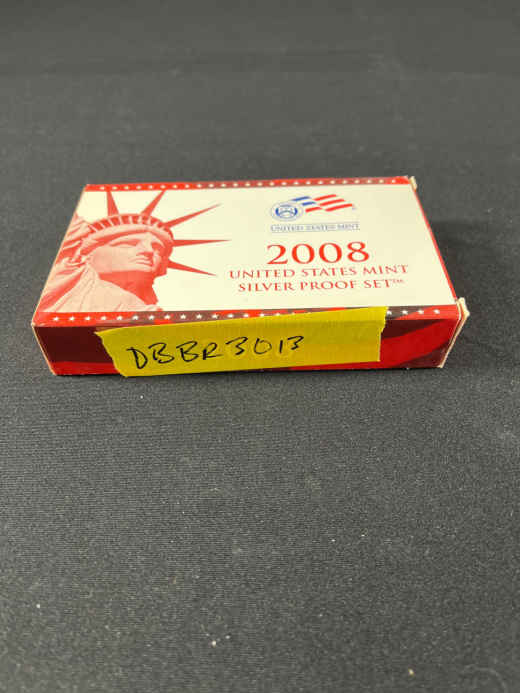 UNITED STATES MINT
2008
UNITED STATES MINT
SILVER PROOF SET™
DBBR3013